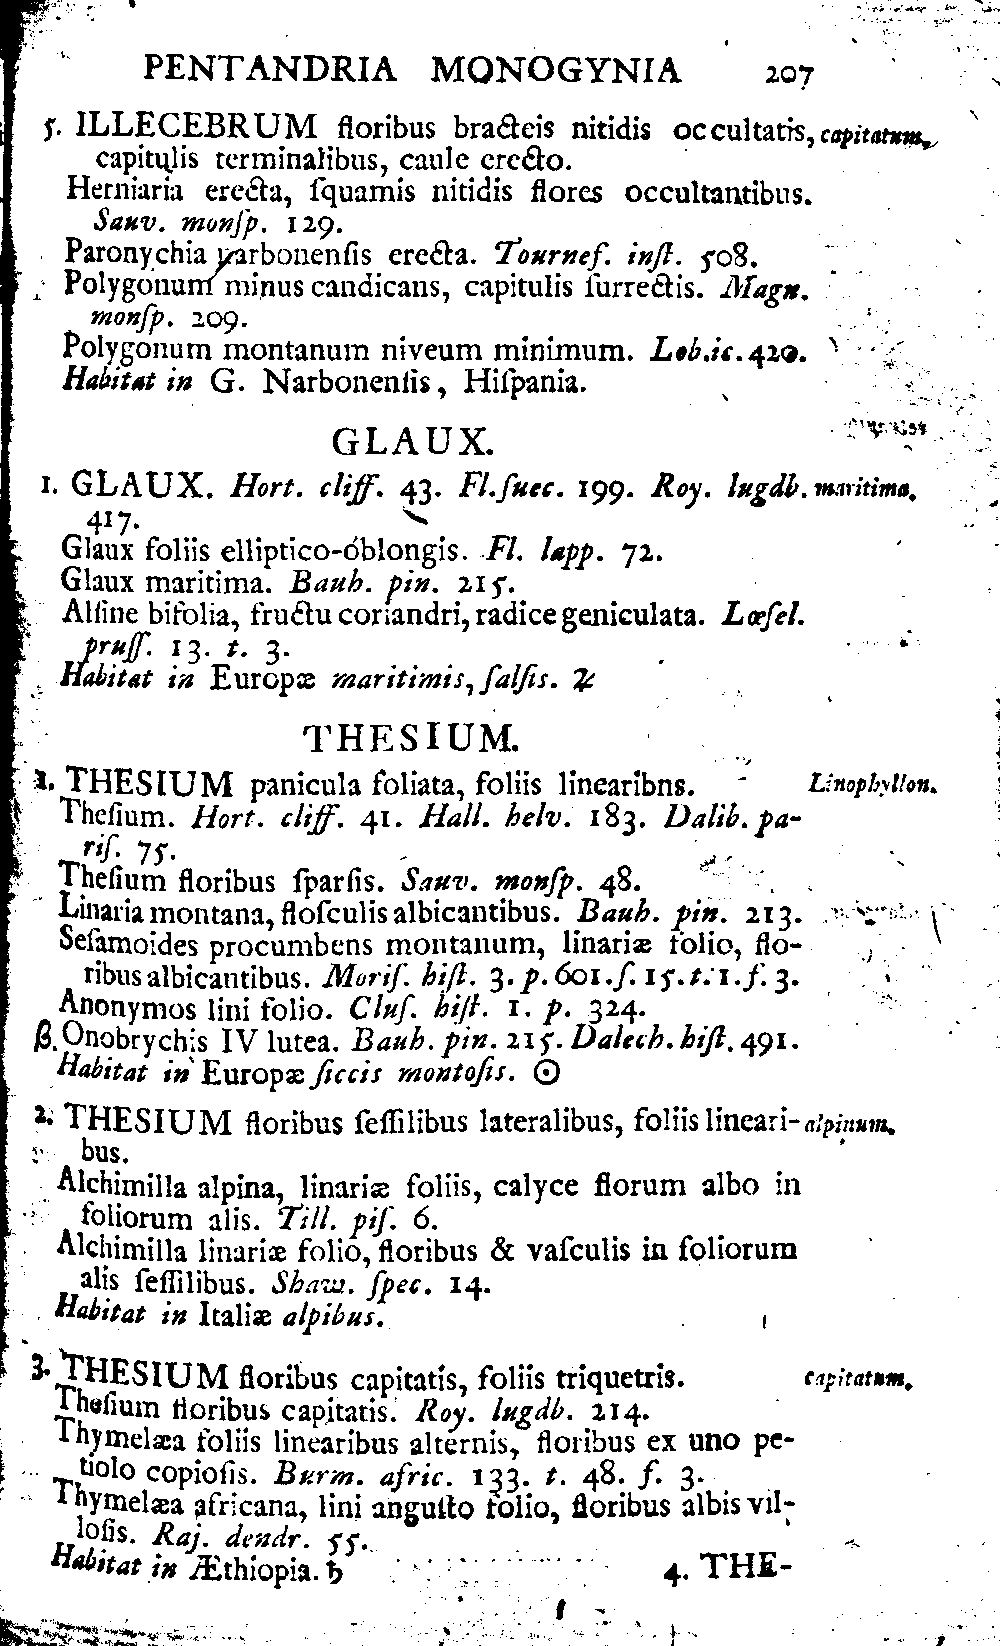 PENTANDRIA MONOGYNIA 207
5. ILLECEBRUM floribus bracteis nitidis occultatis, capitatum.
capitulis terminalibus, caule erecto.
Herniaria erecta, ſquamis nitidis flores occultantibus.
Sauv. monſp. 129.
Paronychia narbonenſis erecta. Tournef. inſt. 508.
Polygonum minus candicans, capitulis ſurrectis. Magn.
monſp. 209.
Polygonum montanum niveum minimum. Lob. ic. 420.
Habitat in G. Narbonenſis, Hiſpania.
GLAUX.
1. GLAUX. Hort. cliff. 43. Fl. ſuec. 199. Roy. lugdb. maritima.
417.
Glaux foliis elliptico-oblongis. Fl. lapp. 72.
Glaux maritima. Bauh. pin. 215.
Alſine bifolia, fructu coriandri, radice geniculata. Lœſel.
pruſſ. 13. t. 3.
Habitat in Europæ maritimis, ſalſis. ♃
THESIUM.
1. THESIUM panicula foliata, foliis linearibns. Linophyllon.
Theſium. Hort. cliff. 41. Hall. helv. 183. Dalib. pa-
riſ. 75.
Theſium floribus ſparſis. Sauv. monſp. 48.
Linaria montana, floſculis albicantibus. Bauh. pin. 213.
Seſamoides procumbens montanum, linariæ folio, flo-
ribus albicantibus. Moriſ. hiſt. 3. p. 601. ſ. 15. t. 1. f. 3.
Anonymos lini folio. Cluſ. hiſt. 1. p. 324.
β. Onobrychis IV lutea. Bauh. pin. 215. Dalech. hiſt. 491.
Habitat in Europæ ſiccis montoſis. ☉
2. THESIUM floribus ſeſſilibus lateralibus, foliis lineari- alpinum.
bus.
Alchimilla alpina, linariæ foliis, calyce florum albo in
foliorum alis. Till. piſ. 6.
Alchimilla linariæ folio, floribus & vaſculis in foliorum
alis ſeſſilibus. Shaw. ſpec. 14.
Habitat in Italiæ alpibus.
3. THESIUM floribus capitatis, foliis triquetris. capitatum.
Theſium floribus capitatis. Roy. lugdb. 214.
Thymelæa foliis linearibus alternis, floribus ex uno pe-
tiolo copioſis. Burm. afric. 133. t. 48. f. 3.
Thymelæa africana, lini anguſto folio, floribus albis vil-
loſis. Raj. dendr. 55.
Habitat in Æthiopia. ♄
4. THE-